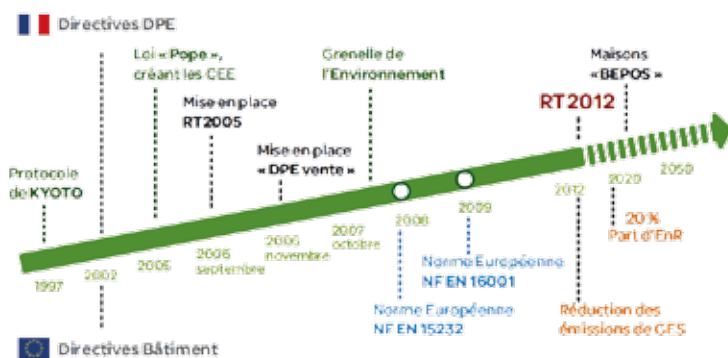 Directives DPE
Loi « Pope »,
créant les CEE
Grenelle de
l'Environnement
Maisons
« BEPOS »
Mise en place
RT2005
RT2012
Mise en place
« DPE vente »
Protocole
de KYOTO
1997
2002
2005
2006
septembre
2006
novembre
2007
octobre
2008
2009
2012
2020
2050
20 %
Part d'EnR
Norme Européenne
NF EN 16001
Norme Européenne
NF EN 15232
Réduction des
émissions de GES
Directives Bâtiment